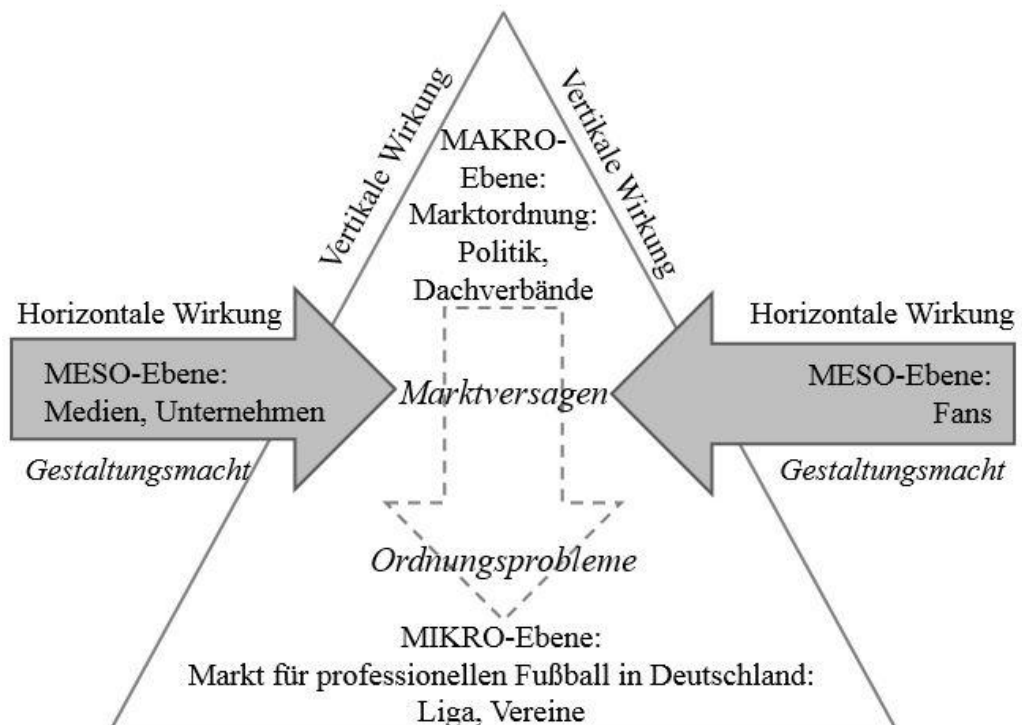 Vertikale Wirkung
Vertikale Wirkung
MAKRO-
Ebene:
Marktordnung:
Politik,
Dachverbände
Horizontale Wirkung
MESO-Ebene:
Medien, Unternehmen
Gestaltungsmacht
Marktversagen
Horizontale Wirkung
MESO-Ebene:
Fans
Gestaltungsmacht
Ordnungsprobleme
MIKRO-Ebene:
Markt für professionellen Fußball in Deutschland:
Liga, Vereine